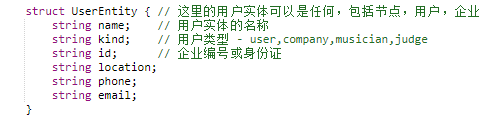 struct UserEntity { // 这里的用户实体可以是任何，包括节点，用户，企业
string name; // 用户实体的名称
string kind; // 用户类型 - user,company,musician,judge
string id; // 企业编号或身份证
string location;
string phone;
string email;
}